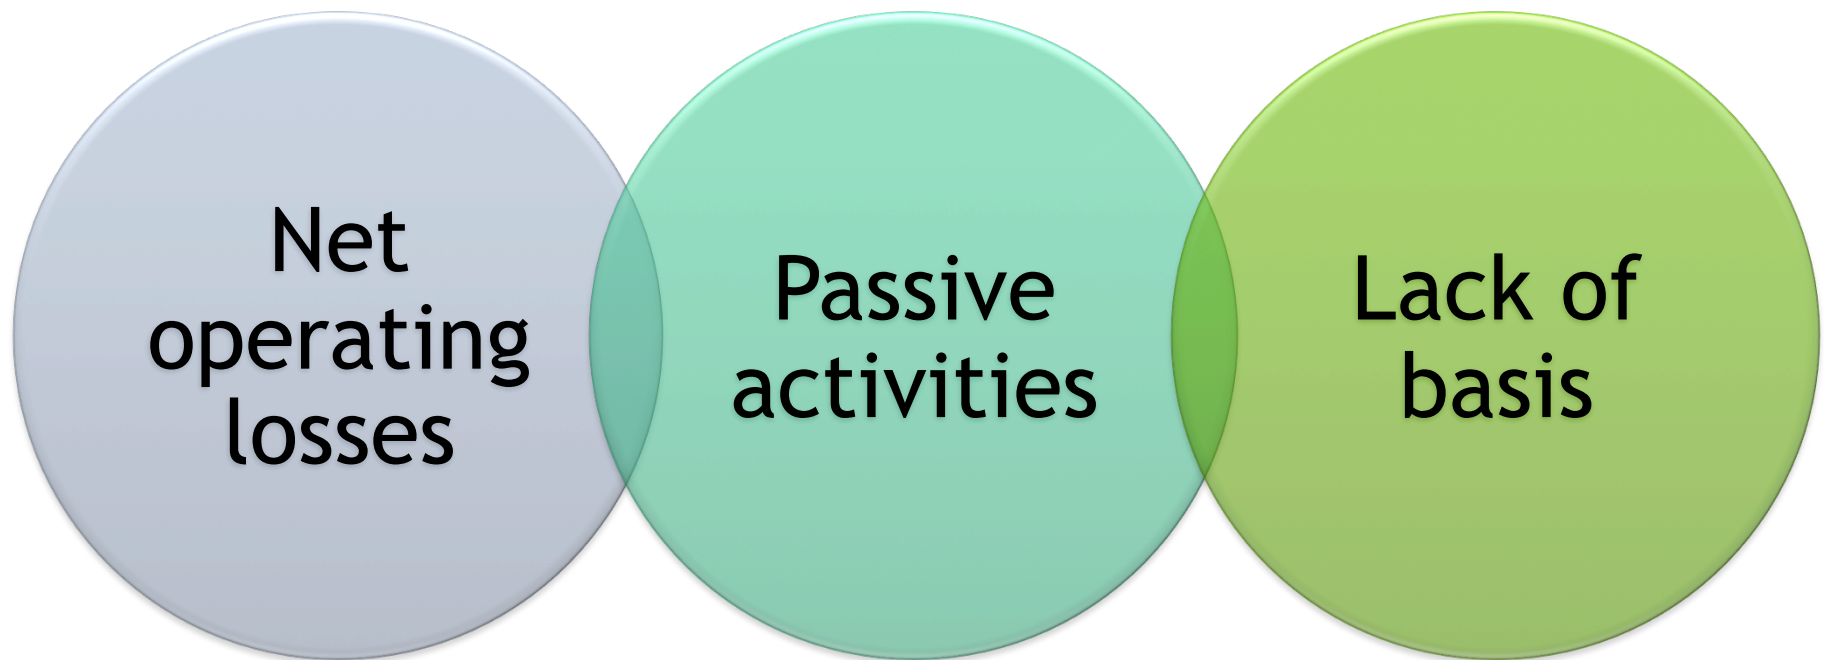 Net
operating
losses
Passive
activities
Lack of
basis